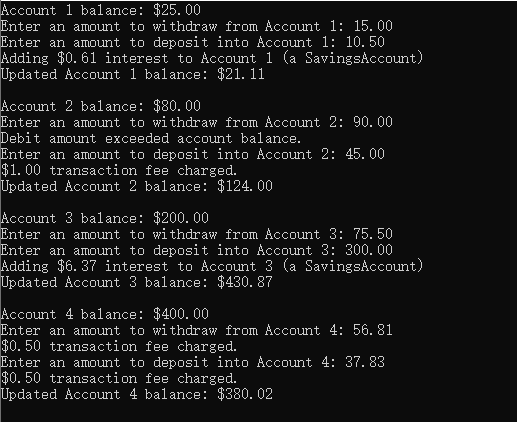 Account 1 balance: $25.00
Enter an amount to withdraw from Account 1: 15.00
Enter an amount to deposit into Account 1: 10.50
Adding $0.61 interest to Account 1 (a SavingsAccount)
Updated Account 1 balance: $21.11
Account 2 balance: $80.00
Enter an amount to withdraw from Account 2: 90.00
Debit amount exceeded account balance.
Enter an amount to deposit into Account 2: 45.00
$1.00 transaction fee charged.
Updated Account 2 balance: $124.00
Account 3 balance: $200.00
Enter an amount to withdraw from Account 3: 75.50
Enter an amount to deposit into Account 3: 300.00
Adding $6.37 interest to Account 3 (a SavingsAccount)
Updated Account 3 balance: $430.87
Account 4 balance: $400.00
Enter an amount to withdraw from Account 4: 56.81
$0.50 transaction fee charged.
Enter an amount to deposit into Account 4: 37.83
$0.50 transaction fee charged.
Updated Account 4 balance: $380.02